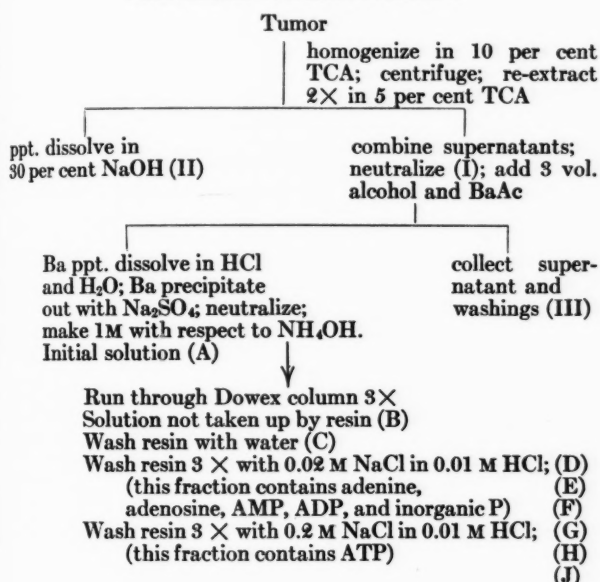 Tumor
homogenize in 10 per cent
TCA; centrifuge; re-extract
2× in 5 per cent TCA
ppt. dissolve in
30 per cent NaOH (II)
combine supernatants;
neutralize (I); add 3 vol.
alcohol and BaAc
Ba ppt. dissolve in HCl
and H₂O; Ba precipitate
out with Na₂SO₄; neutralize;
make 1M with respect to NH₄OH.
Initial solution (A)
collect super-
natant and
washings (III)
Run through Dowex column 3×
Solution not taken up by resin (B)
Wash resin with water (C)
Wash resin 3 × with 0.02 M NaCl in 0.01 M HCl; (D)
(this fraction contains adenine, (E)
adenosine, AMP, ADP, and inorganic P) (F)
Wash resin 3 × with 0.2 M NaCl in 0.01 M HCl; (G)
(this fraction contains ATP) (H)
(J)